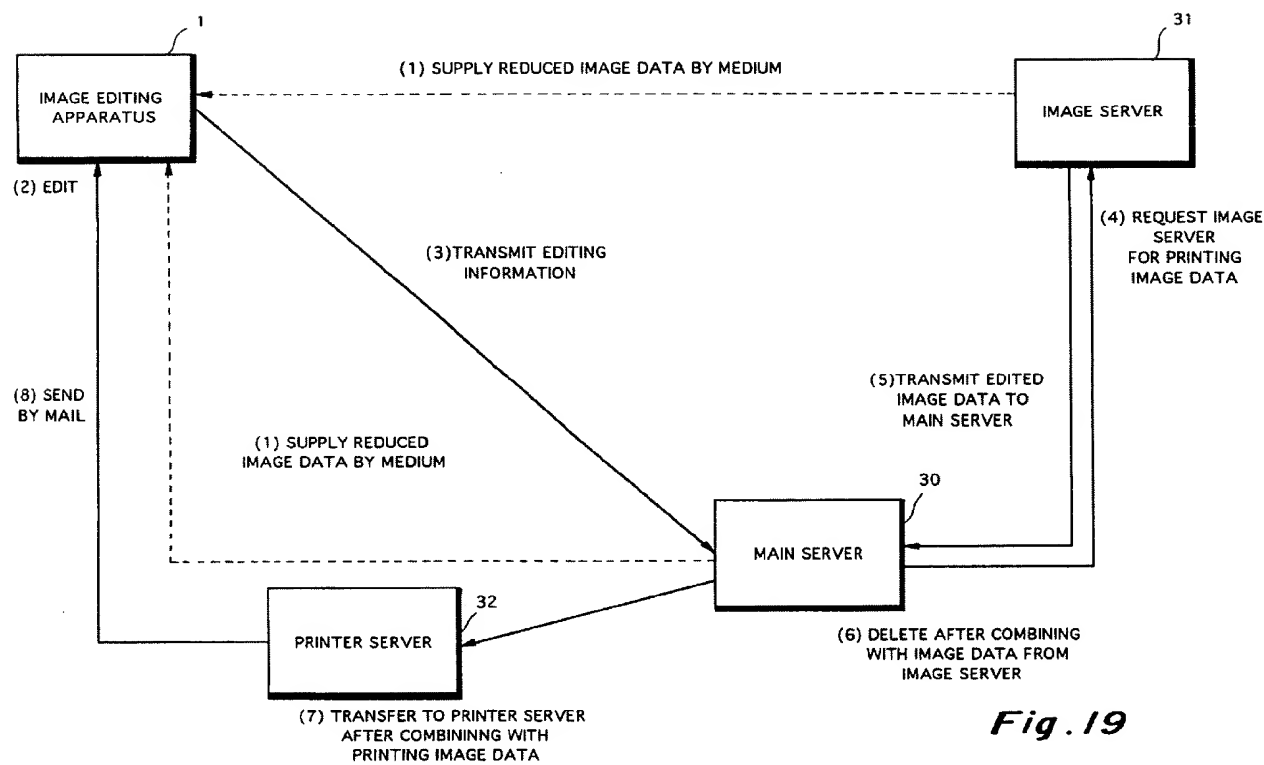 1
31
(1) SUPPLY REDUCED IMAGE DATA BY MEDIUM
IMAGE EDITING
APPARATUS
IMAGE SERVER
(2) EDIT
(4) REQUEST IMAGE
SERVER
FOR PRINTING
IMAGE DATA
(3)TRANSMIT EDITING
INFORMATION
(5)TRANSMIT EDITED
IMAGE DATA TO
MAIN SERVER
(8) SEND
BY MAIL
(1) SUPPLY REDUCED
IMAGE DATA BY MEDIUM
30
MAIN SERVER
32
PRINTER SERVER
(6) DELETE AFTER COMBINING
WITH IMAGE DATA FROM
IMAGE SERVER
(7) TRANSFER TO PRINTER SERVER
AFTER COMBININNG WITH
PRINTING IMAGE DATA
Fig.19